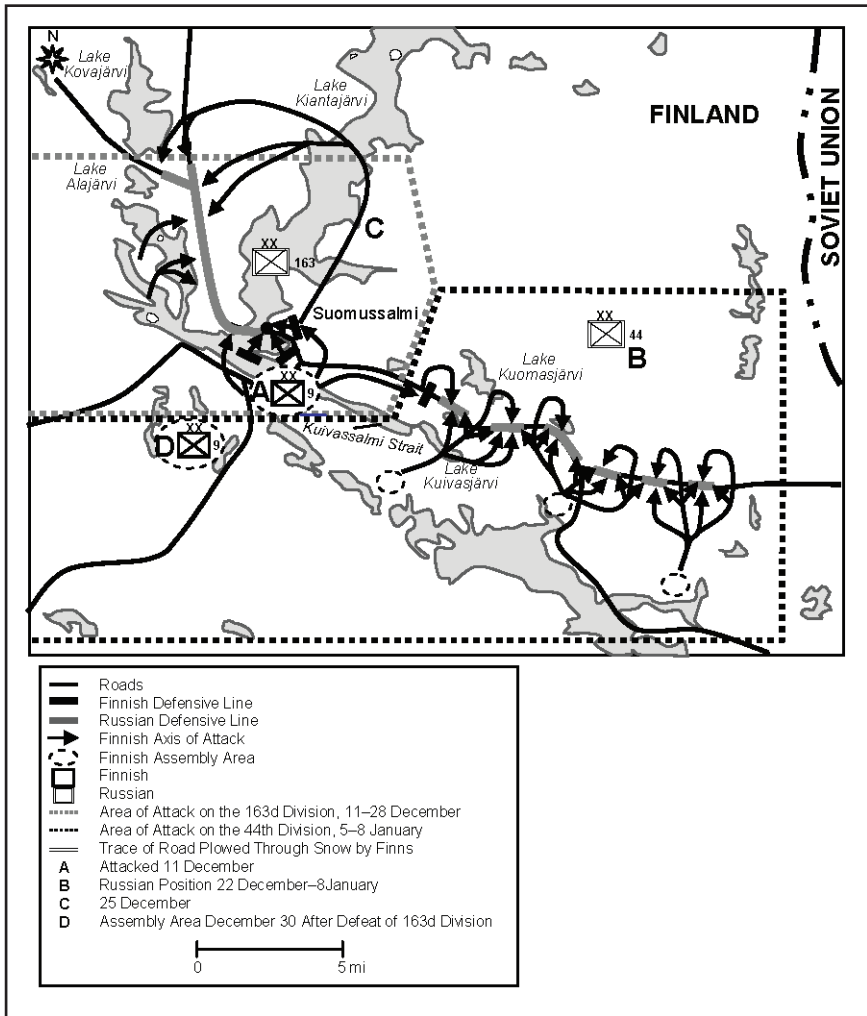 N
Lake
Kovajärvi
Lake
Kiantajärvi
FINLAND
SOVIET UNION
Lake
Alajärvi
C
XX
163
Suomussalmi
XX
44
B
Lake
Kuomasjärvi
A
XX
9
D
XX
9
Kuivassalmi Strait
Lake
Kuivasjärvi
Roads
Finnish Defensive Line
Russian Defensive Line
Finnish Axis of Attack
Finnish Assembly Area
Finnish
Russian
Area of Attack on the 163d Division, 11–28 December
Area of Attack on the 44th Division, 5–8 January
Trace of Road Plowed Through Snow by Finns
A Attacked 11 December
B Russian Position 22 December–8January
C 25 December
D Assembly Area December 30 After Defeat of 163d Division
0 5 mi